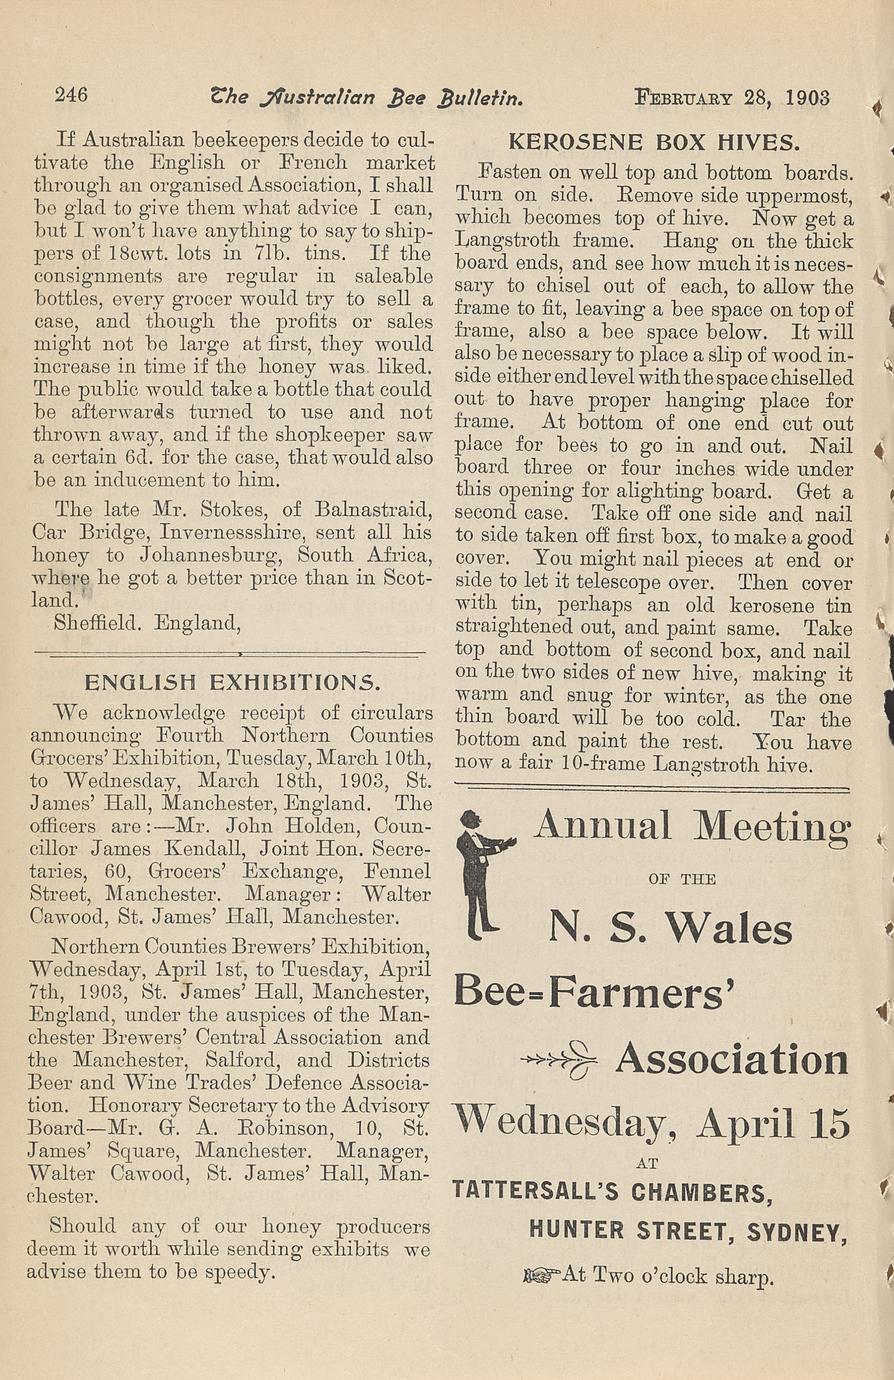 246
The Australian Bee Bulletin.
FEBRUARY 28, 1903
If Australian beekeepers decide to cul-
tivate the English or French market
through an organised Association, I shall
be glad to give them what advice I can,
but I won't have anything to say to ship-
pers of 18cwt. lots in 7lb. tins. If the
consignments are regular in saleable
bottles, every grocer would try to sell a
case, and though the profits or sales
might not be large at first, they would
increase in time if the honey was liked.
The public would take a bottle that could
be afterwards turned to use and not
thrown away, and if the shopkeeper saw
a certain 6d. for the case, that would also
be an inducement to him.
The late Mr. Stokes, of Balnastraid,
Car Bridge, Invernessshire, sent all his
honey to Johannesburg, South Africa,
where he got a better price than in Scot-
land.
Sheffield. England,
ENGLISH EXHIBITIONS.
We acknowledge receipt of circulars
announcing Fourth Northern Counties
Grocers' Exhibition, Tuesday, March 10th,
to Wednesday, March 18th, 1903, St.
James' Hall, Manchester, England. The
officers are:—Mr. John Holden, Coun-
cillor James Kendall, Joint Hon. Secre-
taries, 60, Grocers' Exchange, Fennel
Street, Manchester. Manager: Walter
Cawood, St. James' Hall, Manchester.
Northern Counties Brewers' Exhibition,
Wednesday, April 1st, to Tuesday, April
7th, 1903, St. James' Hall, Manchester,
England, under the auspices of the Man-
chester Brewers' Central Association and
the Manchester, Salford, and Districts
Beer and Wine Trades' Defence Associa-
tion. Honorary Secretary to the Advisory
Board—Mr. G. A. Robinson, 10, St.
James' Square, Manchester. Manager,
Walter Cawood, St. James' Hall, Man-
chester.
Should any of our honey producers
deem it worth while sending exhibits we
advise them to be speedy.
KEROSENE BOX HIVES.
Fasten on well top and bottom boards.
Turn on side. Remove side uppermost,
which becomes top of hive. Now get a
Langstroth frame. Hang on the thick
board ends, and see how much it is neces-
sary to chisel out of each, to allow the
frame to fit, leaving a bee space on top of
frame, also a bee space below. It will
also be necessary to place a slip of wood in-
side either end level with the space chiselled
out to have proper hanging place for
frame. At bottom of one end cut out
place for bees to go in and out. Nail
board three or four inches wide under
this opening for alighting board. Get a
second case. Take off one side and nail
to side taken off first box, to make a good
cover. You might nail pieces at end or
side to let it telescope over. Then cover
with tin, perhaps an old kerosene tin
straightened out, and paint same. Take
top and bottom of second box, and nail
on the two sides of new hive, making it
warm and snug for winter, as the one
thin board will be too cold. Tar the
bottom and paint the rest. You have
now a fair 10-frame Langstroth hive.
Annual Meeting
OF THE
N. S. Wales
Bee=Farmers'
Association
Wednesday, April 15
AT
TATTERSALL'S CHAMBERS,
HUNTER STREET, SYDNEY,
At Two o'clock sharp.